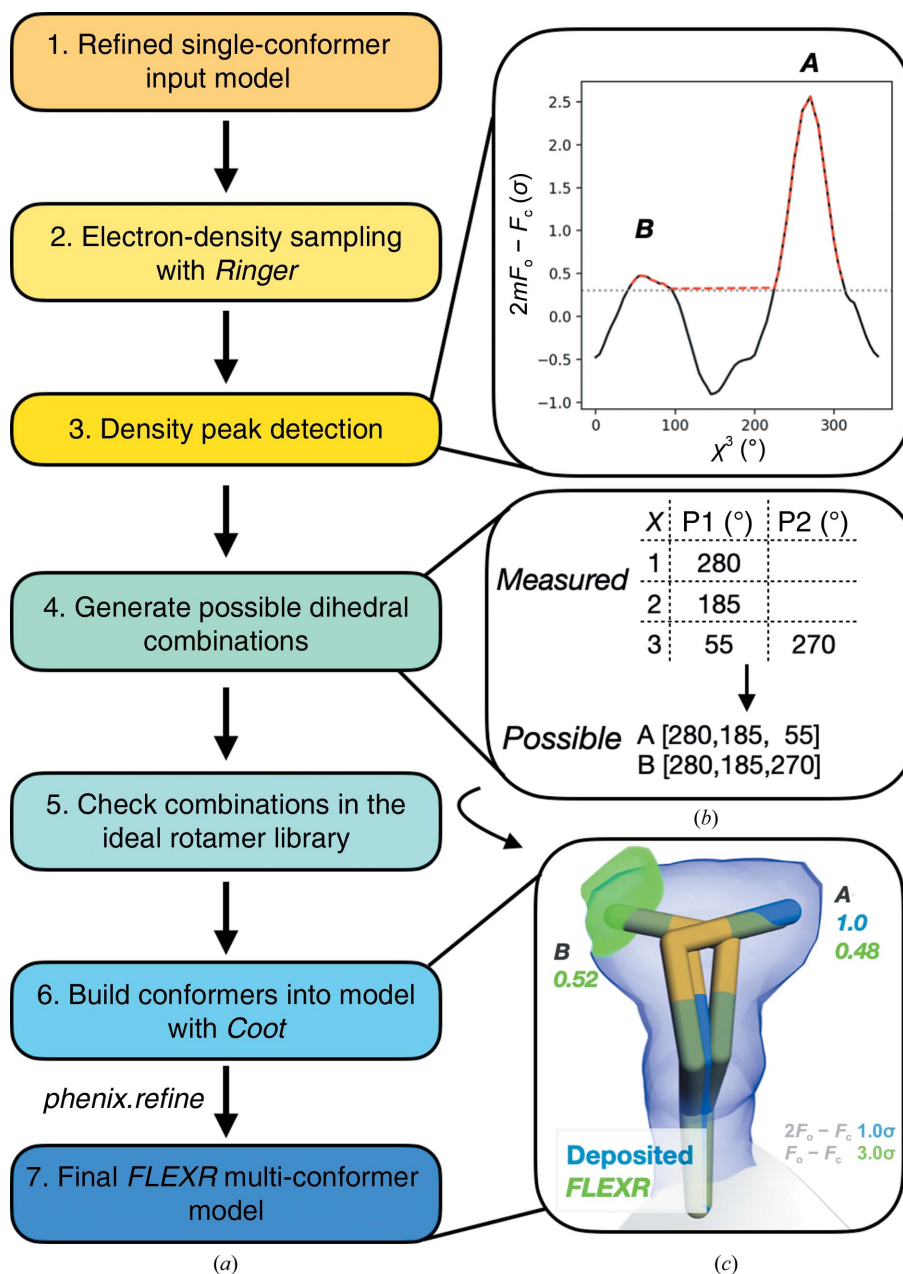 1. Refined single-conformer
input model
2. Electron-density sampling
with Ringer
3. Density peak detection
4. Generate possible dihedral
combinations
5. Check combinations in the
ideal rotamer library
6. Build conformers into model
with Coot
phenix.refine
7. Final FLEXR multi-conformer
model
(a)
A
B
2mFo − Fc (σ)
2.5
2.0
1.5
1.0
0.5
0.0
−0.5
−1.0
0 100 200 300
χ³ (°)
X P1 (°) P2 (°)
Measured
1 280
2 185
3 55 270
Possible
A [280,185, 55]
B [280,185,270]
(b)
A
1.0
0.48
B
0.52
2Fo − Fc 1.0σ
Fo − Fc 3.0σ
Deposited
FLEXR
(c)